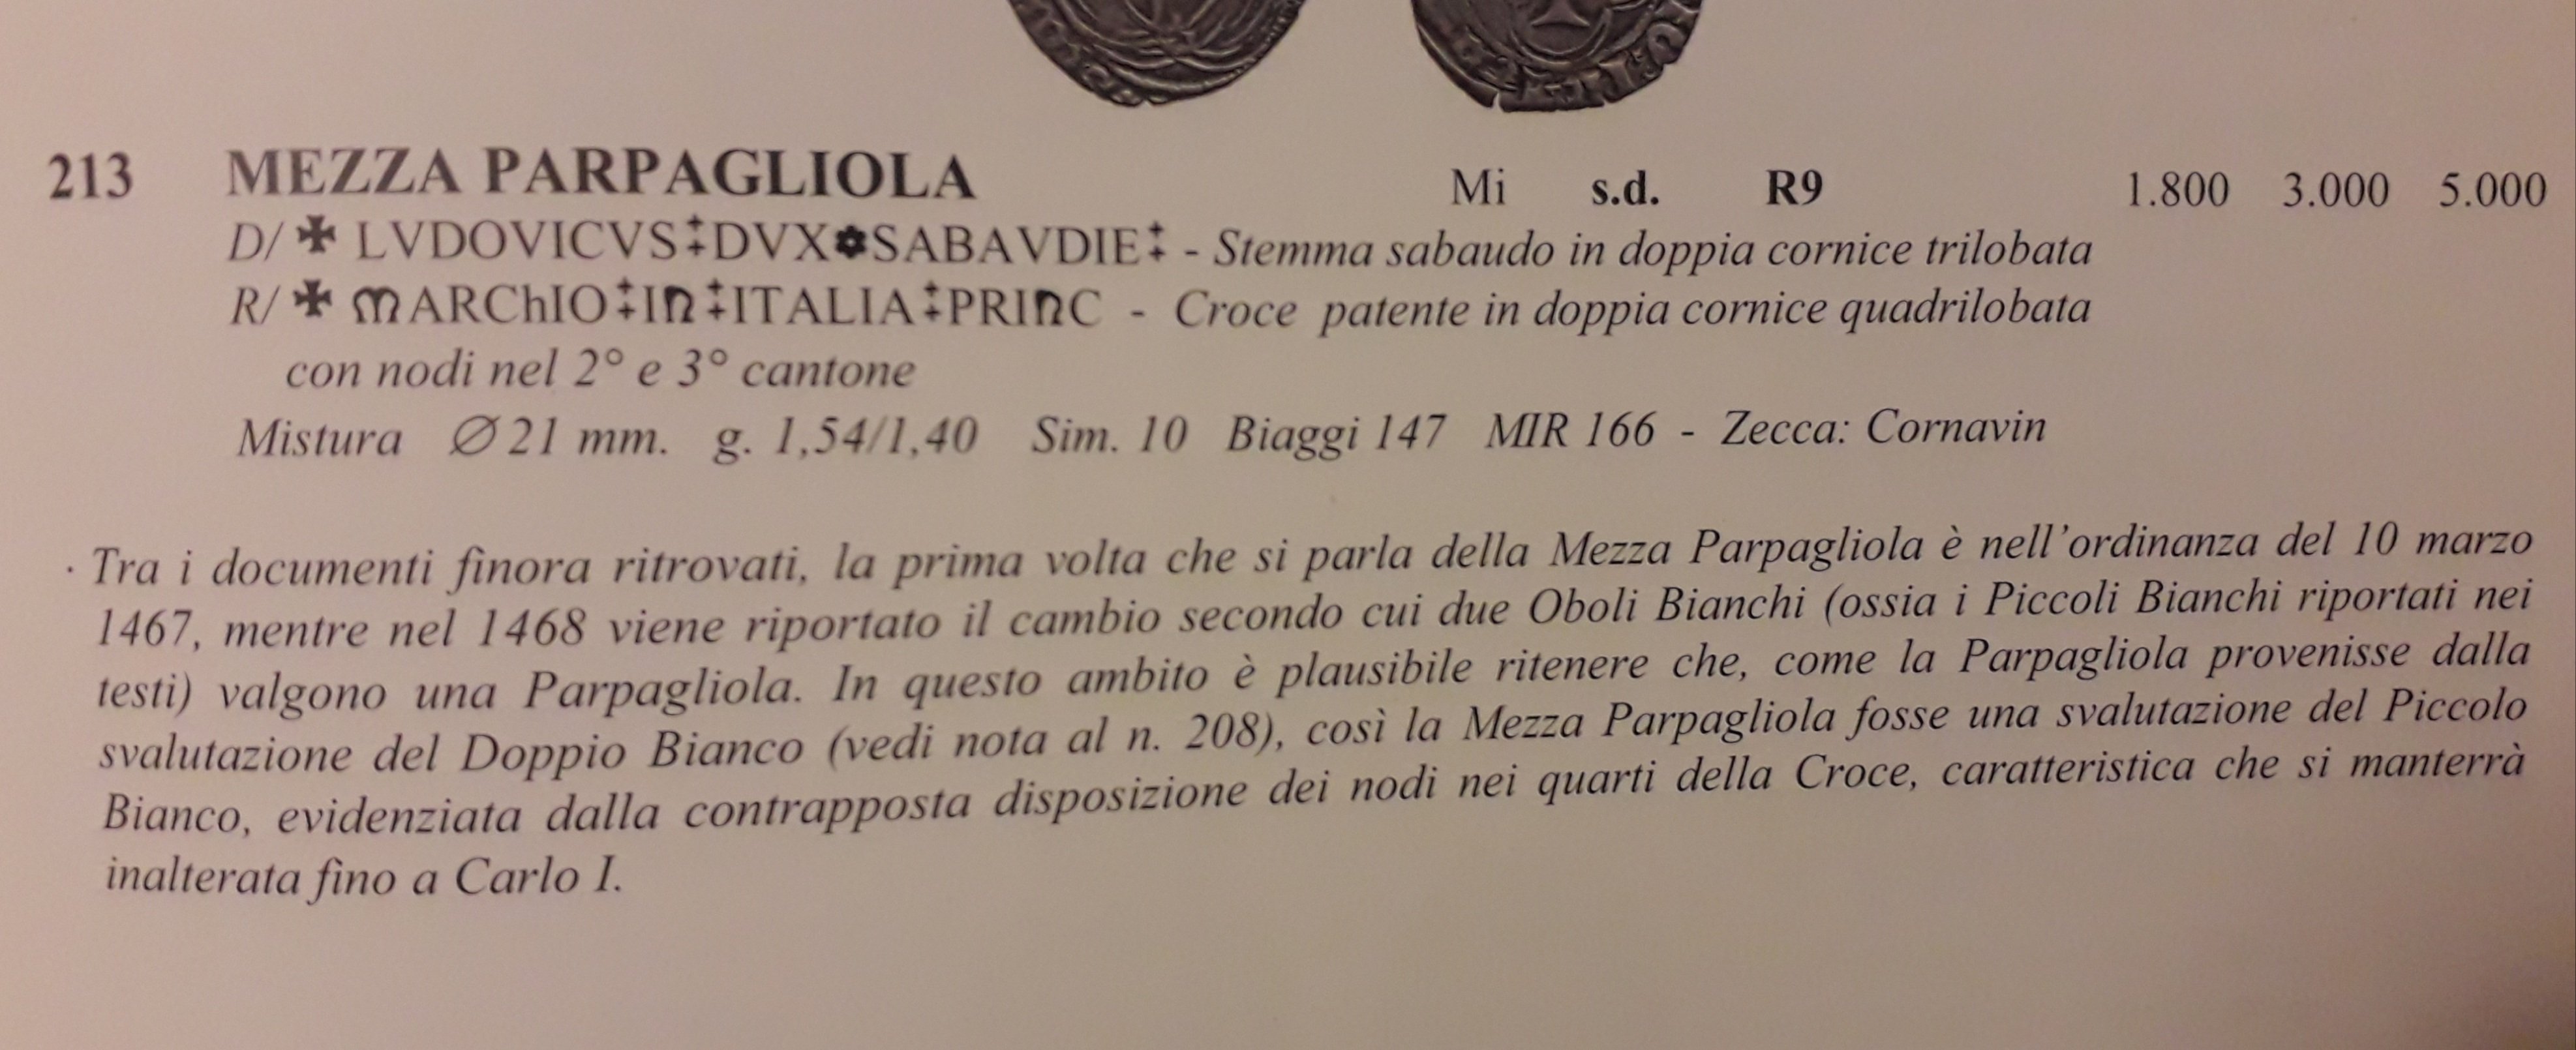 213 MEZZA PARPAGLIOLA Mi s.d. R9 1.800 3.000 5.000
D/ ✠ LVDOVICVS‡DVX✽SABAVDIE‡ - Stemma sabaudo in doppia cornice trilobata
R/ ✠ MARChIO‡In‡ITALIA‡PRInC - Croce patente in doppia cornice quadrilobata
con nodi nel 2° e 3° cantone
Mistura Ø 21 mm. g. 1,54/1,40 Sim. 10 Biaggi 147 MIR 166 - Zecca: Cornavin
· Tra i documenti finora ritrovati, la prima volta che si parla della Mezza Parpagliola è nell'ordinanza del 10 marzo
1467, mentre nel 1468 viene riportato il cambio secondo cui due Oboli Bianchi (ossia i Piccoli Bianchi riportati nei
testi) valgono una Parpagliola. In questo ambito è plausibile ritenere che, come la Parpagliola provenisse dalla
svalutazione del Doppio Bianco (vedi nota al n. 208), così la Mezza Parpagliola fosse una svalutazione del Piccolo
Bianco, evidenziata dalla contrapposta disposizione dei nodi nei quarti della Croce, caratteristica che si manterrà
inalterata fino a Carlo I.